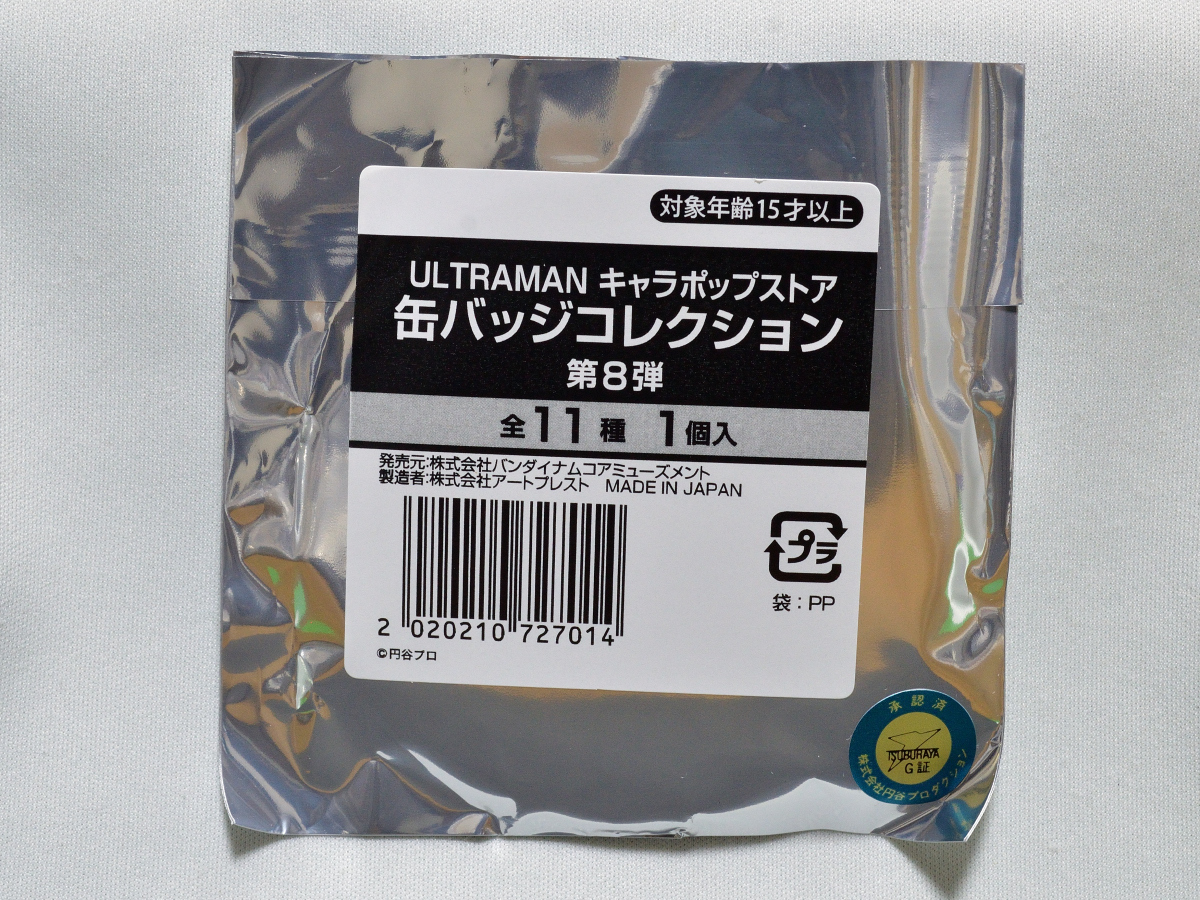 対象年齢15才以上
ULTRAMAN キャラポップストア
缶バッジコレクション
第8弾
全11種 1個入
発売元:株式会社バンダイナムコアミューズメント
製造者:株式会社アートプレスト MADE IN JAPAN
プラ
袋:PP
2 020210 727014
©円谷プロ
承認済
TSUBURAYA
G証
株式会社円谷プロダクション